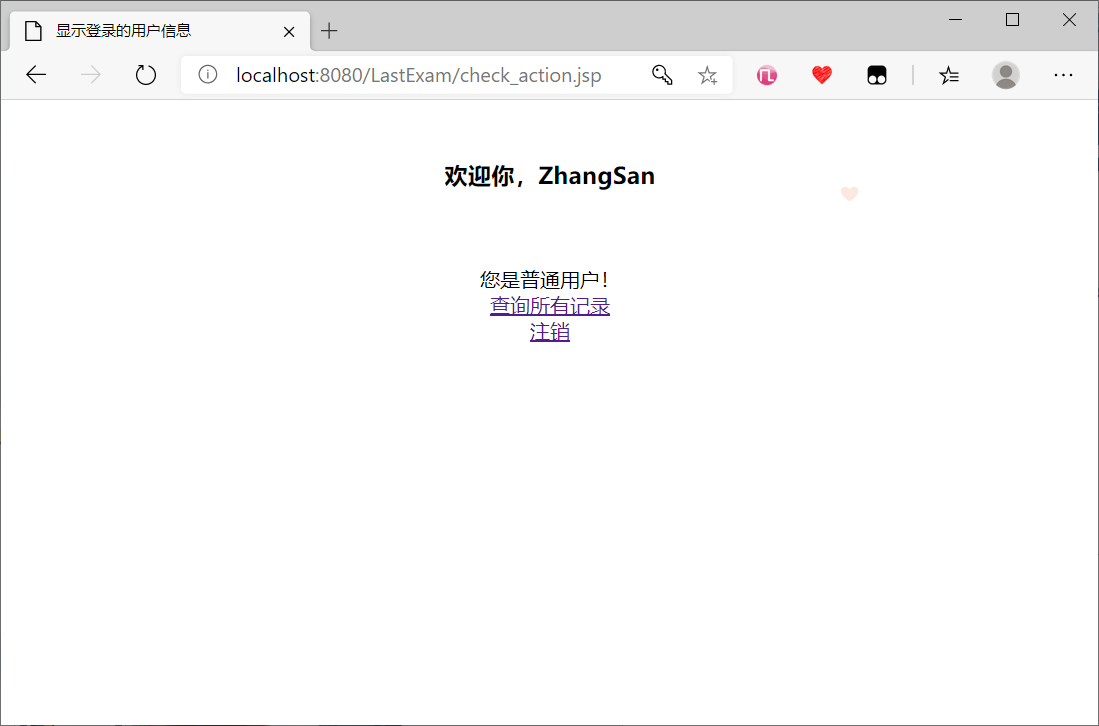 显示登录的用户信息
localhost:8080/LastExam/check_action.jsp
欢迎你，ZhangSan
您是普通用户！
查询所有记录
注销